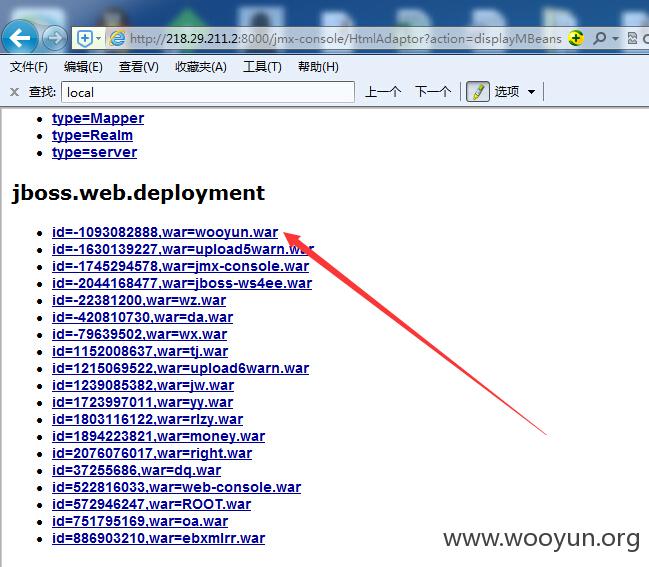 http://218.29.211.2:8000/jmx-console/HtmlAdaptor?action=displayMBeans
文件(F) 编辑(E) 查看(V) 收藏夹(A) 工具(T) 帮助(H)
x 查找: local 上一个 下一个 选项
type=Mapper
type=Realm
type=server
jboss.web.deployment
id=-1093082888,war=wooyun.war
id=-1630139227,war=upload5warn.war
id=-1745294578,war=jmx-console.war
id=-2044168477,war=jboss-ws4ee.war
id=-22381200,war=wz.war
id=-420810730,war=da.war
id=-79639502,war=wx.war
id=1152008637,war=tj.war
id=1215069522,war=upload6warn.war
id=1239085382,war=jw.war
id=1723997011,war=yy.war
id=1803116122,war=rlzy.war
id=1894223821,war=money.war
id=2076076017,war=right.war
id=37255686,war=dq.war
id=522816033,war=web-console.war
id=572946247,war=ROOT.war
id=751795169,war=oa.war
id=886903210,war=ebxmlrr.war
www.wooyun.org